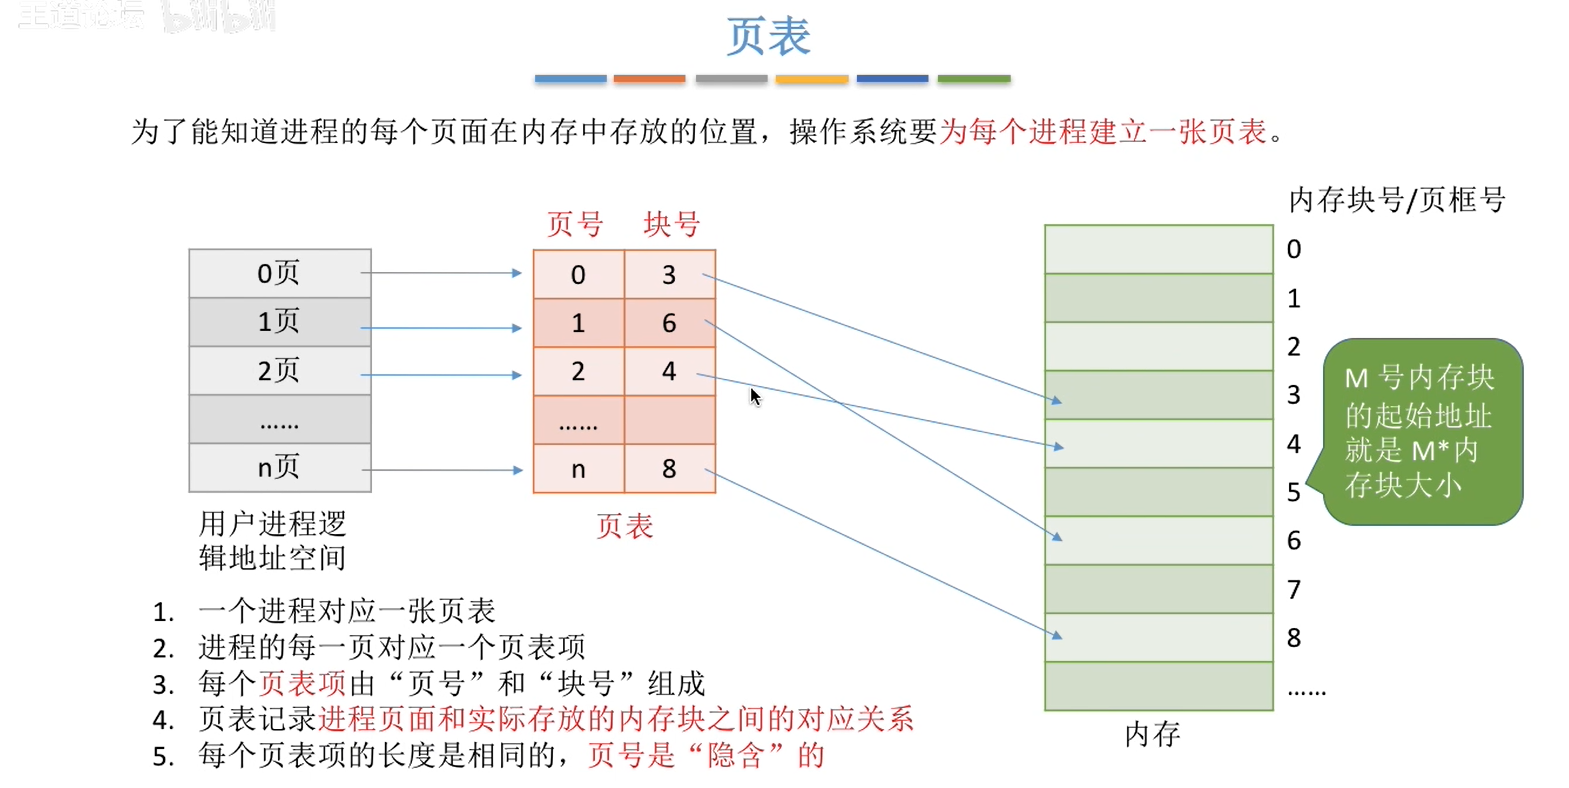 王道论坛 bilibili
页表
为了能知道进程的每个页面在内存中存放的位置，操作系统要为每个进程建立一张页表。
内存块号/页框号
页号 块号
0页 0 3 0
1页 1 6 1
2页 2 4 2
…… …… 3
n页 n 8 4
5
6
7
8
……
M 号内存块
的起始地址
就是 M*内
存块大小
用户进程逻
辑地址空间
页表
内存
1. 一个进程对应一张页表
2. 进程的每一页对应一个页表项
3. 每个页表项由“页号”和“块号”组成
4. 页表记录进程页面和实际存放的内存块之间的对应关系
5. 每个页表项的长度是相同的，页号是“隐含”的